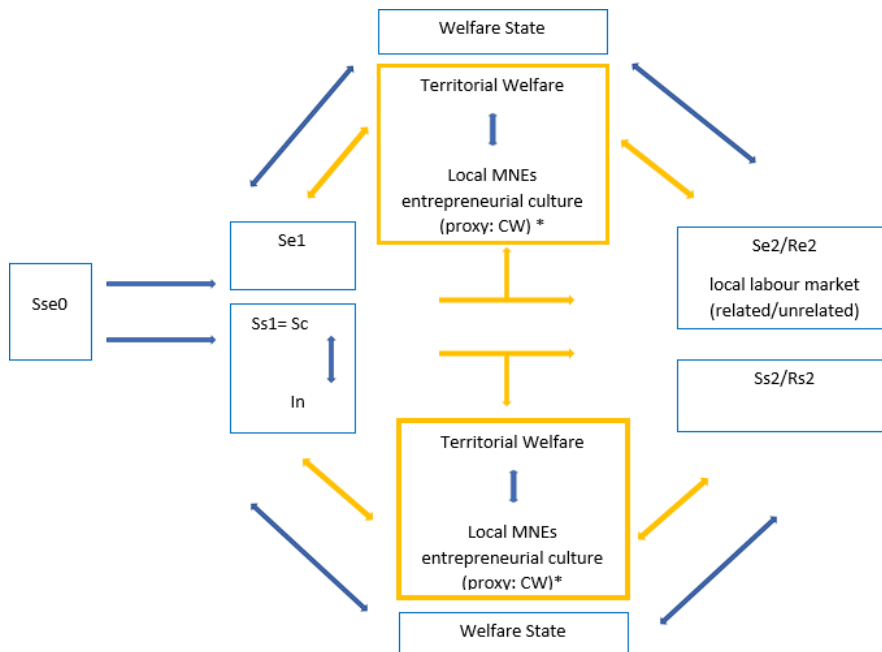 Welfare State
Territorial Welfare
Local MNEs
entrepreneurial culture
(proxy: CW) *
Se1
Se2/Re2
local labour market
(related/unrelated)
Sse0
Ss1= Sc
In
Ss2/Rs2
Territorial Welfare
Local MNEs
entrepreneurial culture
(proxy: CW)*
Welfare State